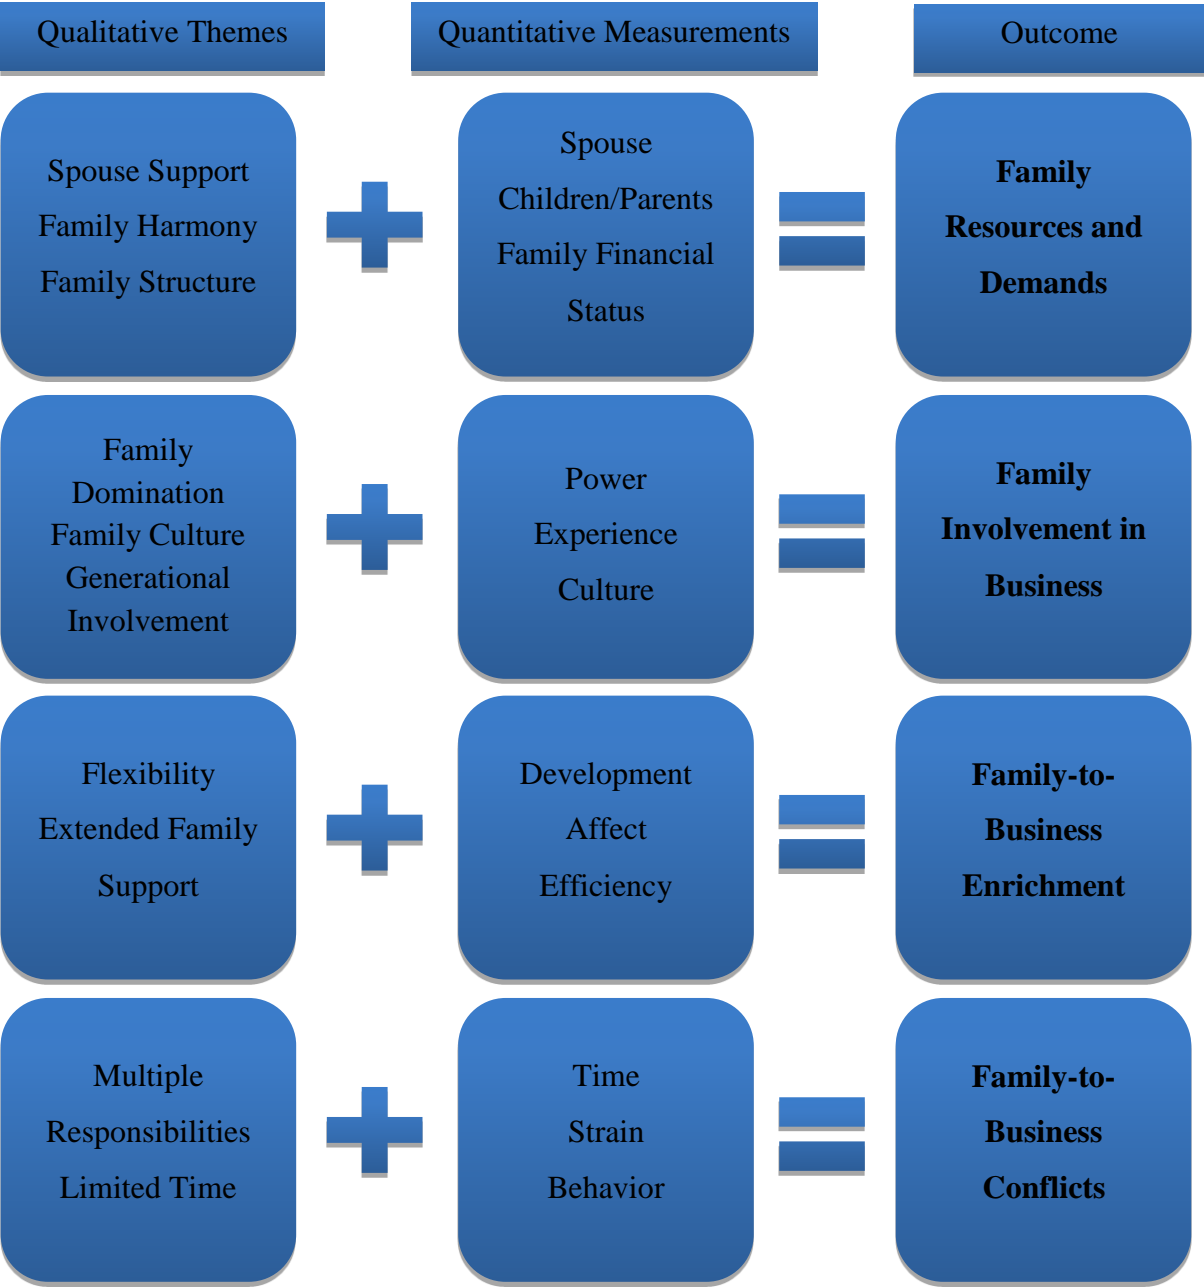 Qualitative Themes
Quantitative Measurements
Outcome
Spouse Support
Family Harmony
Family Structure
Spouse
Children/Parents
Family Financial
Status
Family
Resources and
Demands
Family
Domination
Family Culture
Generational
Involvement
Power
Experience
Culture
Family
Involvement in
Business
Flexibility
Extended Family
Support
Development
Affect
Efficiency
Family-to-
Business
Enrichment
Multiple
Responsibilities
Limited Time
Time
Strain
Behavior
Family-to-
Business
Conflicts